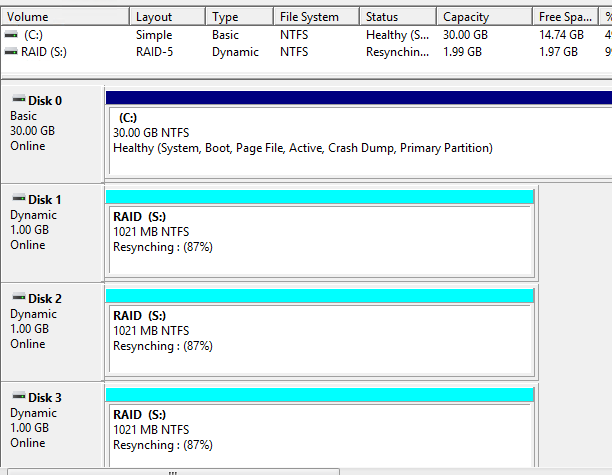 Volume Layout Type File System Status Capacity Free Spa... %
(C:) Simple Basic NTFS Healthy (S... 30.00 GB 14.74 GB 4
RAID (S:) RAID-5 Dynamic NTFS Resynchin... 1.99 GB 1.97 GB 9
Disk 0
Basic
30.00 GB
Online
(C:)
30.00 GB NTFS
Healthy (System, Boot, Page File, Active, Crash Dump, Primary Partition)
Disk 1
Dynamic
1.00 GB
Online
RAID (S:)
1021 MB NTFS
Resynching : (87%)
Disk 2
Dynamic
1.00 GB
Online
RAID (S:)
1021 MB NTFS
Resynching : (87%)
Disk 3
Dynamic
1.00 GB
Online
RAID (S:)
1021 MB NTFS
Resynching : (87%)